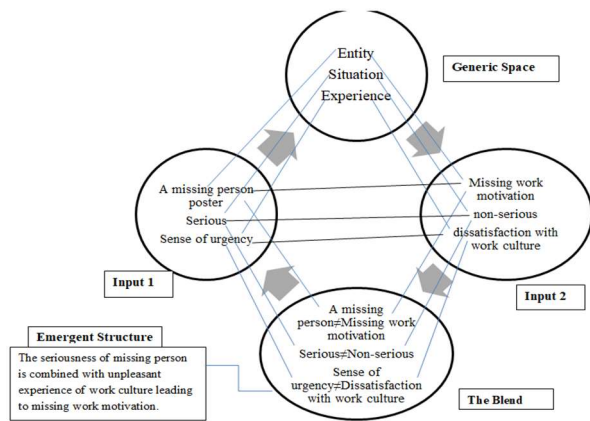 Entity
Situation
Experience
Generic Space
A missing person
poster
Serious
Sense of urgency
Input 1
Missing work
motivation
non-serious
dissatisfaction with
work culture
Input 2
A missing
person≠Missing work
motivation
Serious≠Non-serious
Sense of
urgency≠Dissatisfaction
with work culture
The Blend
Emergent Structure
The seriousness of missing person
is combined with unpleasant
experience of work culture leading
to missing work motivation.